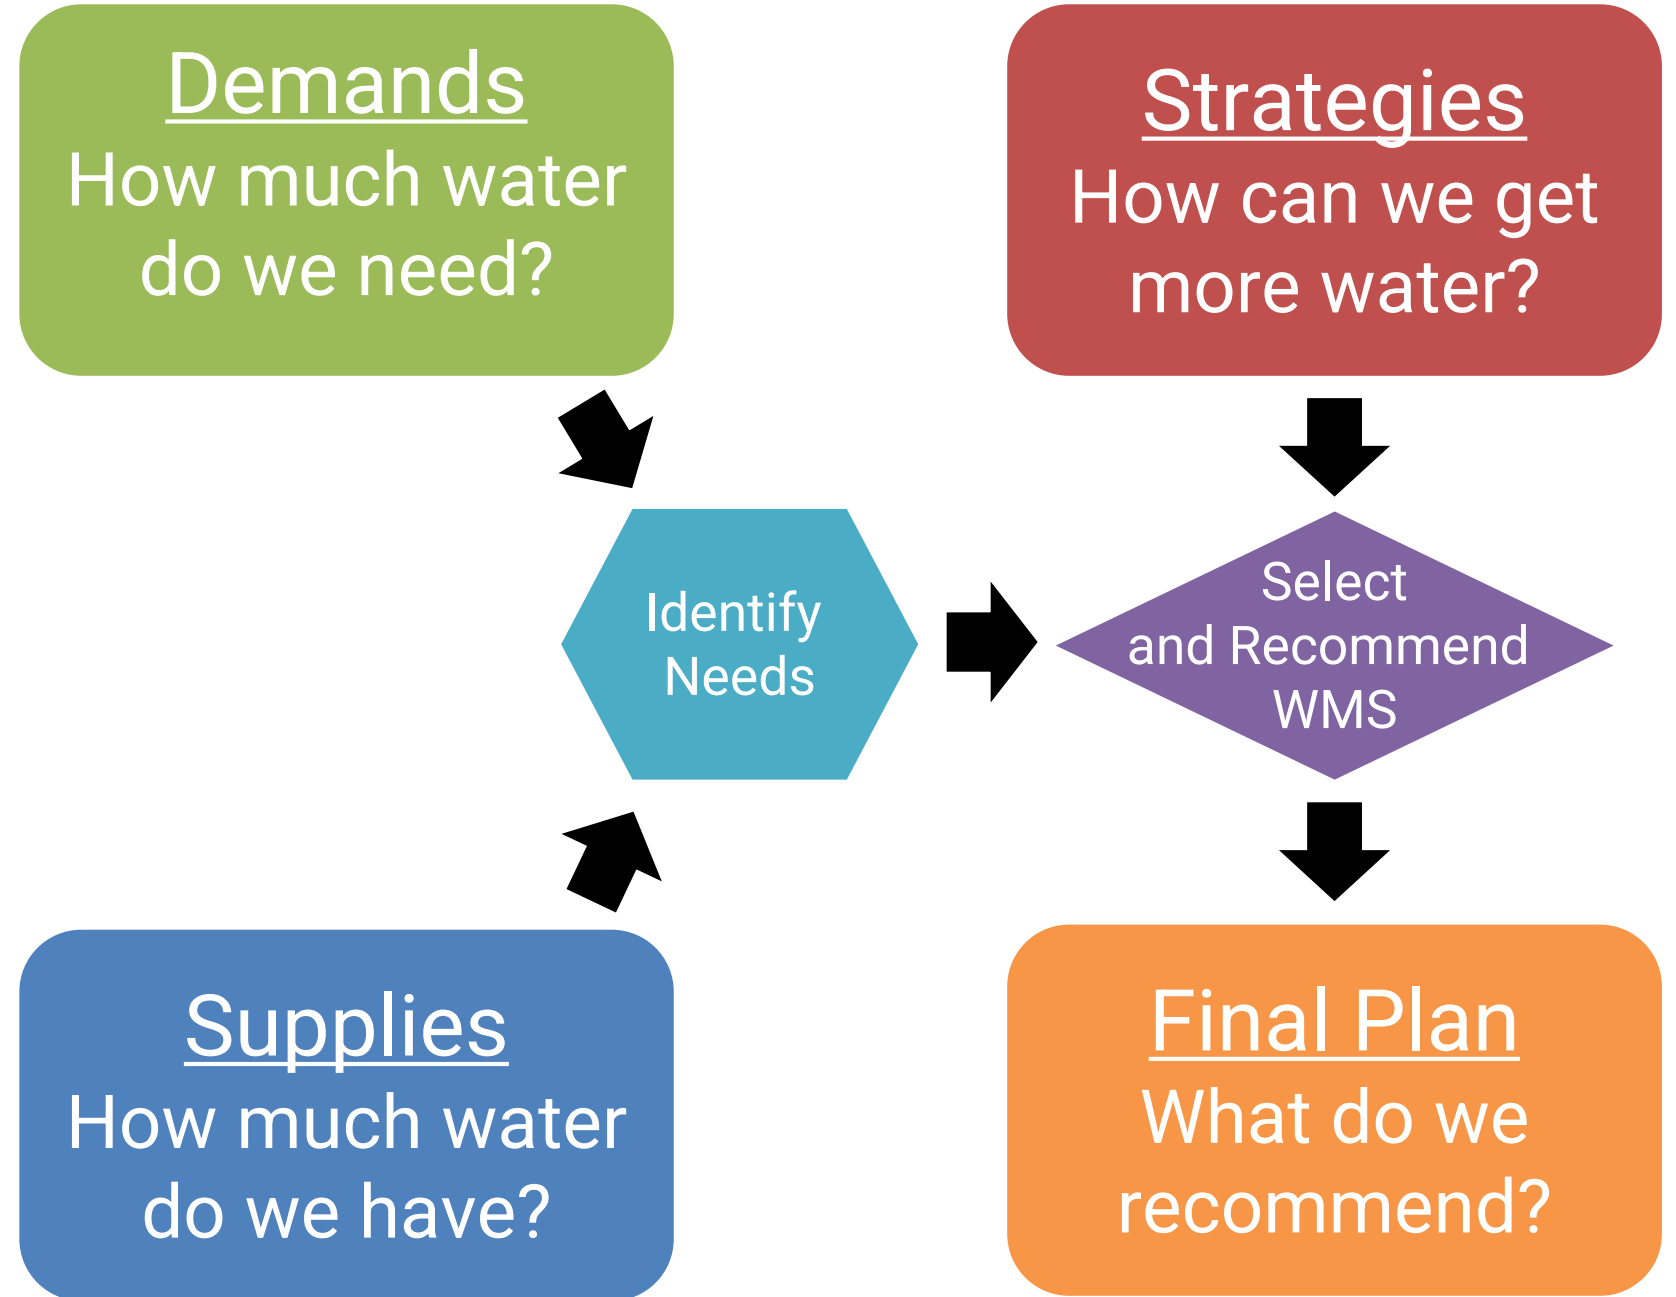 Demands
How much water
do we need?
Strategies
How can we get
more water?
Identify
Needs
Select
and Recommend
WMS
Supplies
How much water
do we have?
Final Plan
What do we
recommend?